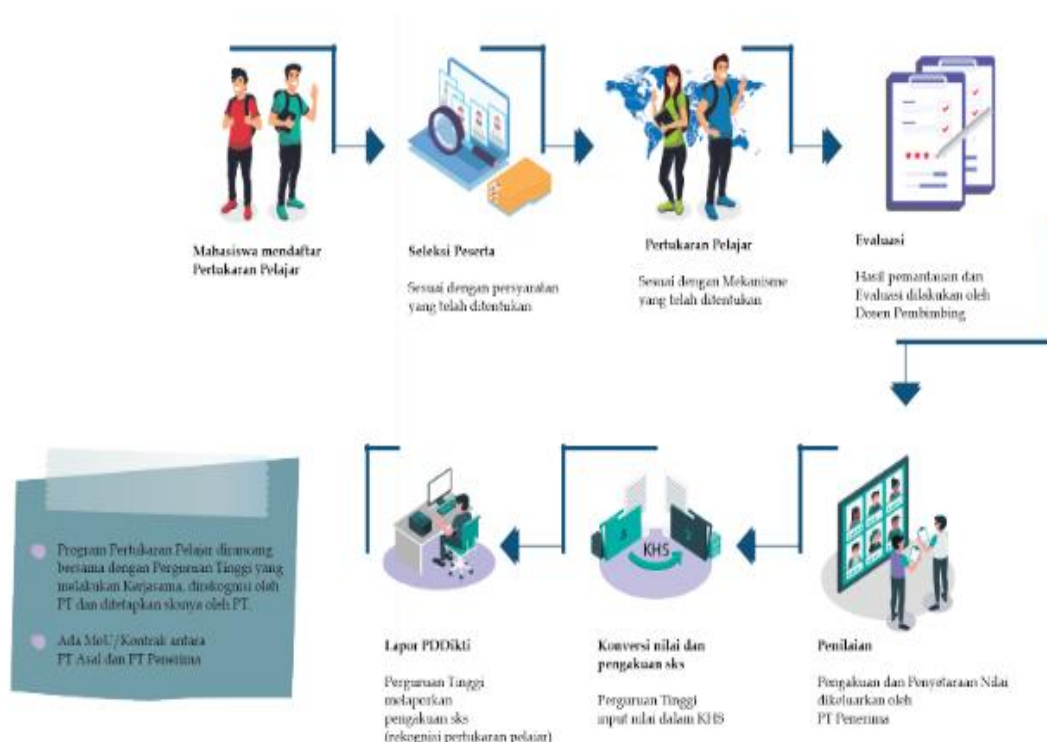 Mahasiswa mendaftar
Pertukaran Pelajar
Seleksi Peserta
Sesuai dengan persyaratan
yang telah ditentukan
Pertukaran Pelajar
Sesuai dengan Mekanisme
yang telah ditentukan
Evaluasi
Hasil pemantauan dan
Evaluasi dilakukan oleh
Dosen Pembimbing
Program Pertukaran Pelajar dirancang
bersama dengan Perguruan Tinggi yang
melakukan Kerjasama, direkognisi oleh
PT dan ditetapkan sksnya oleh PT.
Ada MoU/Kontrak antara
PT Asal dan PT Penerima
Lapor PDDikti
Perguruan Tinggi
melaporkan
pengakuan sks
(rekognisi pertukaran pelajar)
KHS
Konversi nilai dan
pengakuan sks
Perguruan Tinggi
input nilai dalam KHS
Penilaian
Pengakuan dan Penyetaraan Nilai
dikeluarkan oleh
PT Penerima